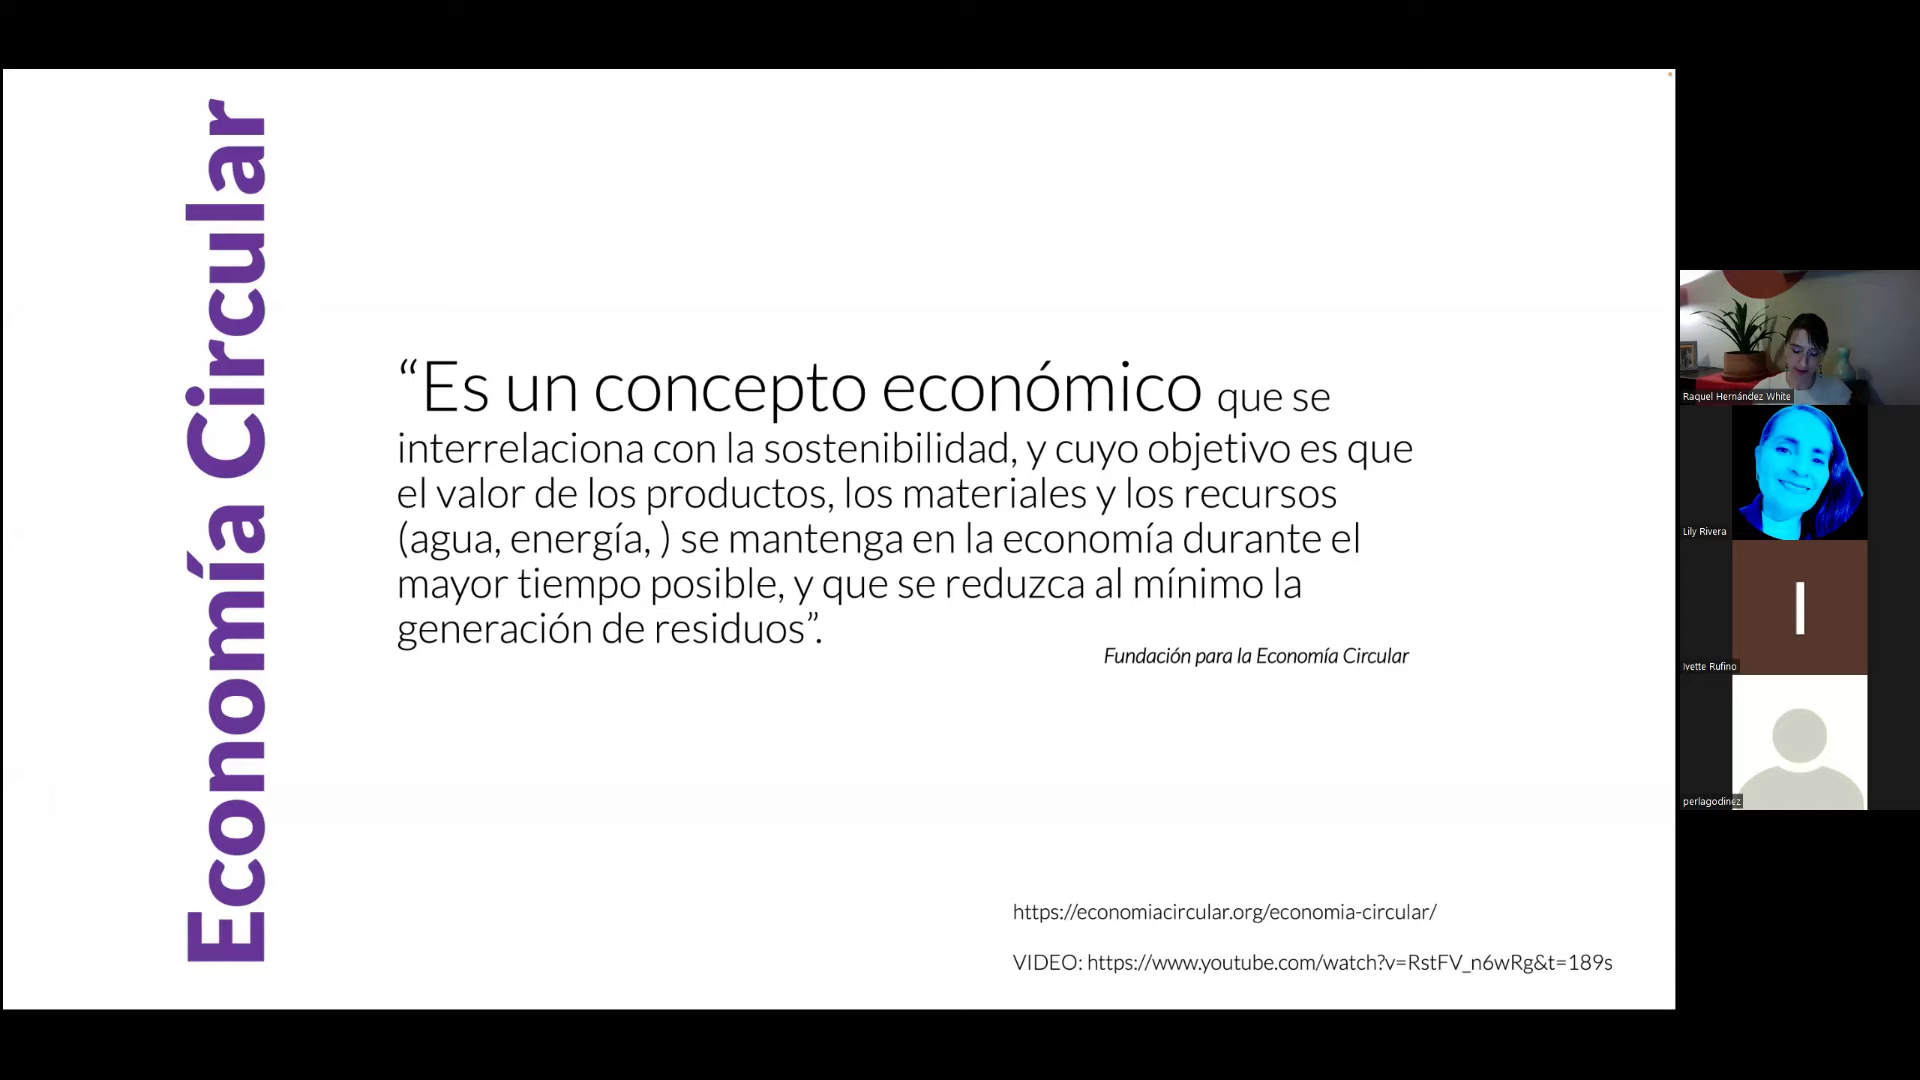 Economía Circular
“Es un concepto económico que se
interrelaciona con la sostenibilidad, y cuyo objetivo es que
el valor de los productos, los materiales y los recursos
(agua, energía, ) se mantenga en la economía durante el
mayor tiempo posible, y que se reduzca al mínimo la
generación de residuos”.
Fundación para la Economía Circular
https://economiacircular.org/economia-circular/
VIDEO: https://www.youtube.com/watch?v=RstFV_n6wRg&t=189s
Raquel Hernández White
Lily Rivera
I
Ivette Rufino
perlagodinez